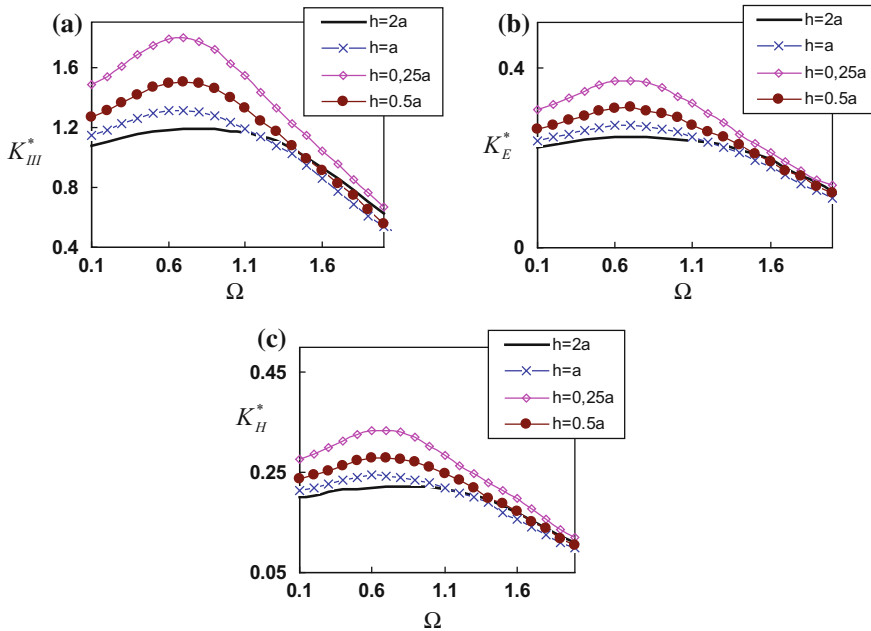 (a)
h=2a
h=a
h=0,25a
h=0.5a
1.6
1.2
0.8
0.4
K*III
0.1 0.6 1.1 1.6
Ω
(b)
h=2a
h=a
h=0,25a
h=0.5a
0.4
0
K*E
0.1 0.6 1.1 1.6
Ω
(c)
h=2a
h=a
h=0,25a
h=0.5a
0.45
0.25
0.05
K*H
0.1 0.6 1.1 1.6
Ω